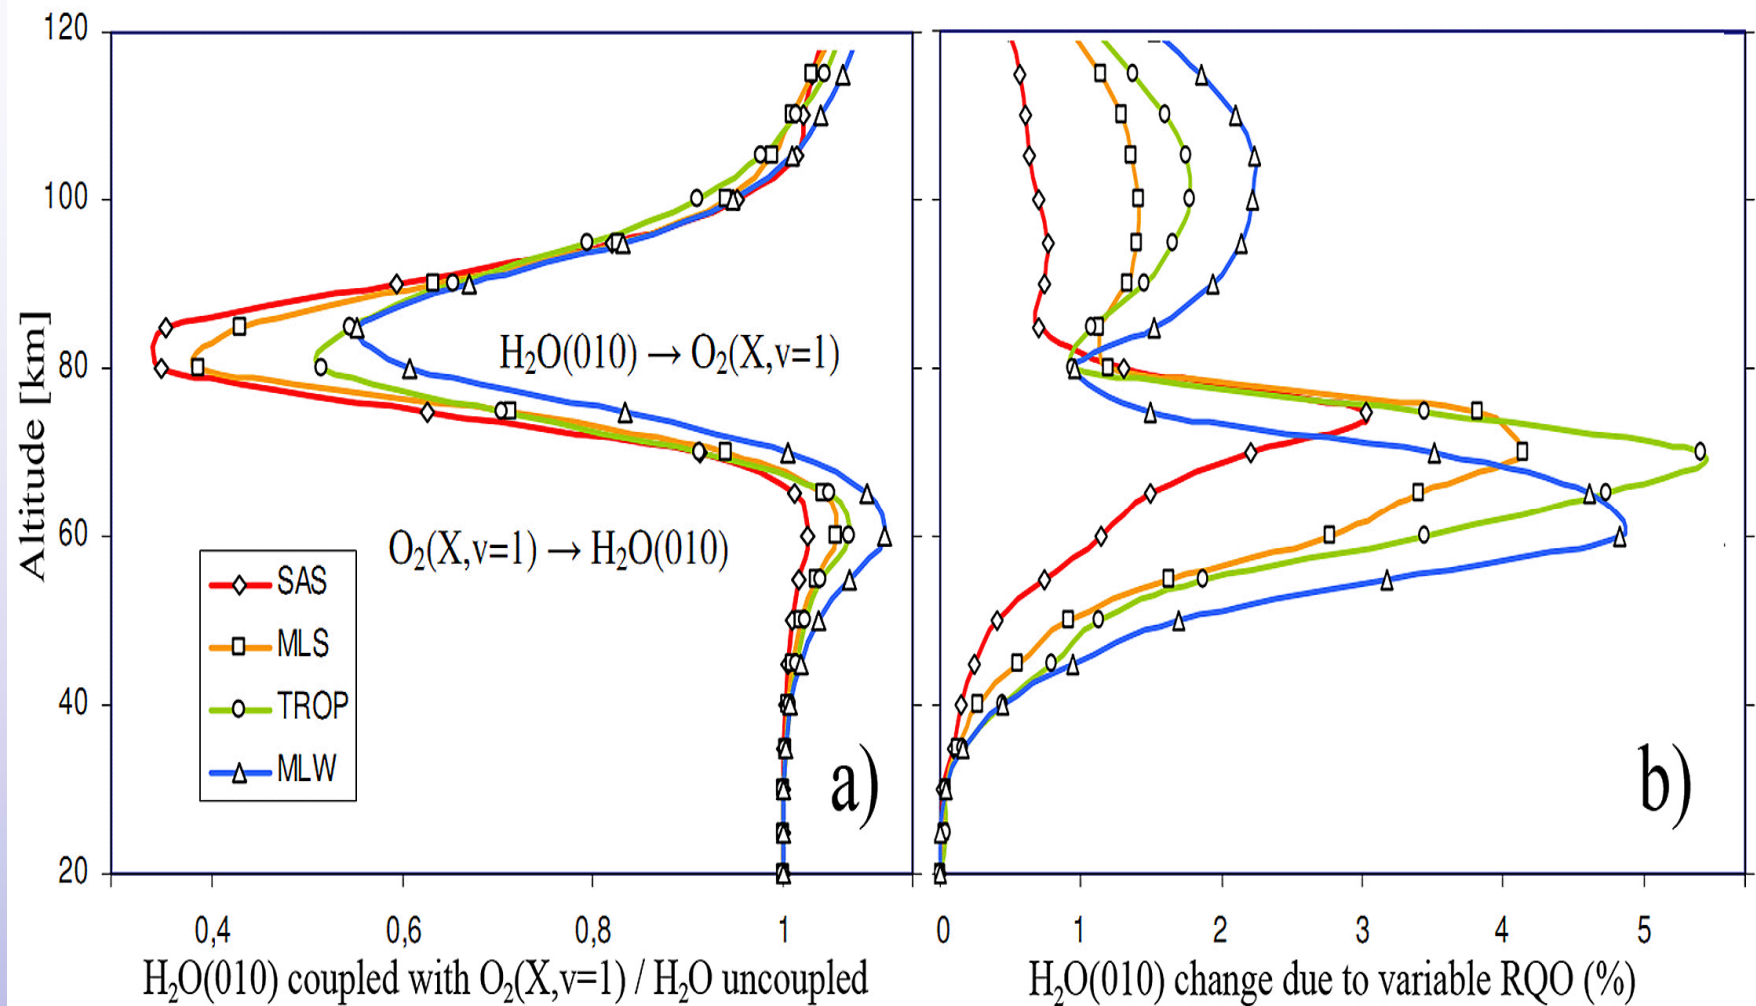 120
100
80
60
40
20
Altitude [km]
H₂O(010) → O₂(X,v=1)
O₂(X,v=1) → H₂O(010)
SAS
MLS
TROP
MLW
a)
b)
0,4 0,6 0,8 1
0 1 2 3 4 5
H₂O(010) coupled with O₂(X,v=1) / H₂O uncoupled
H₂O(010) change due to variable RQO (%)